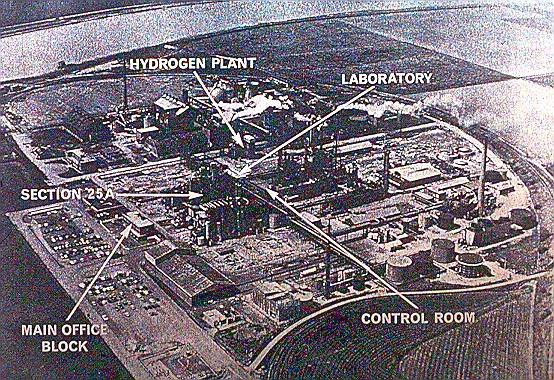 HYDROGEN PLANT
LABORATORY
SECTION 25A
MAIN OFFICE
BLOCK
CONTROL ROOM